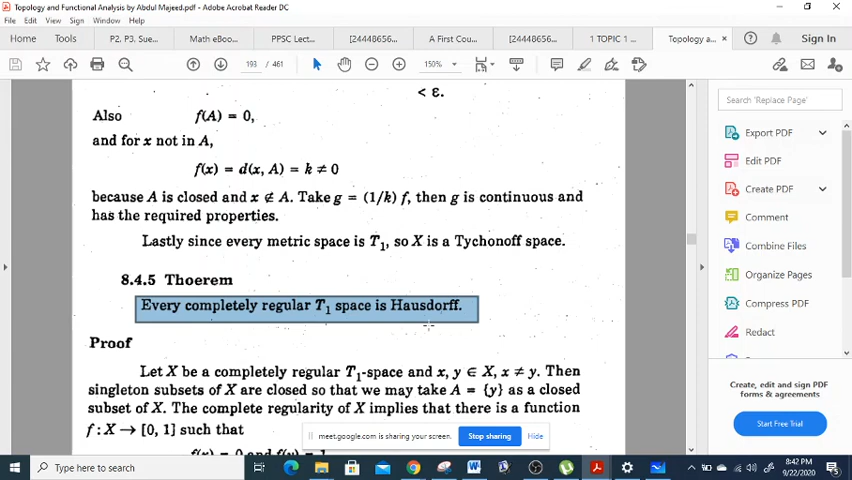 Topology and Functional Analysis by Abdul Majeed.pdf - Adobe Acrobat Reader DC
File Edit View Sign Window Help
Home Tools P2, P3. Sue... Math eBoo... PPSC Lect... [24448656... A First Cou... [24448656... 1 TOPIC 1 ... Topology a... Sign In
193 / 461 150%
< ε.
Also f(A) = 0,
and for x not in A,
f(x) = d(x, A) = k ≠ 0
because A is closed and x ∉ A. Take g = (1/k) f, then g is continuous and
has the required properties.
Lastly since every metric space is T₁, so X is a Tychonoff space.
8.4.5 Thoerem
Every completely regular T₁ space is Hausdorff.
Proof
Let X be a completely regular T₁-space and x, y ∈ X, x ≠ y. Then
singleton subsets of X are closed so that we may take A = {y} as a closed
subset of X. The complete regularity of X implies that there is a function
f : X → [0, 1] such that
meet.google.com is sharing your screen. Stop sharing Hide
Search 'Replace Page'
Export PDF
Edit PDF
Create PDF
Comment
Combine Files
Organize Pages
Compress PDF
Redact
Create, edit and sign PDF
forms & agreements
Start Free Trial
Type here to search
8:42 PM
9/22/2020